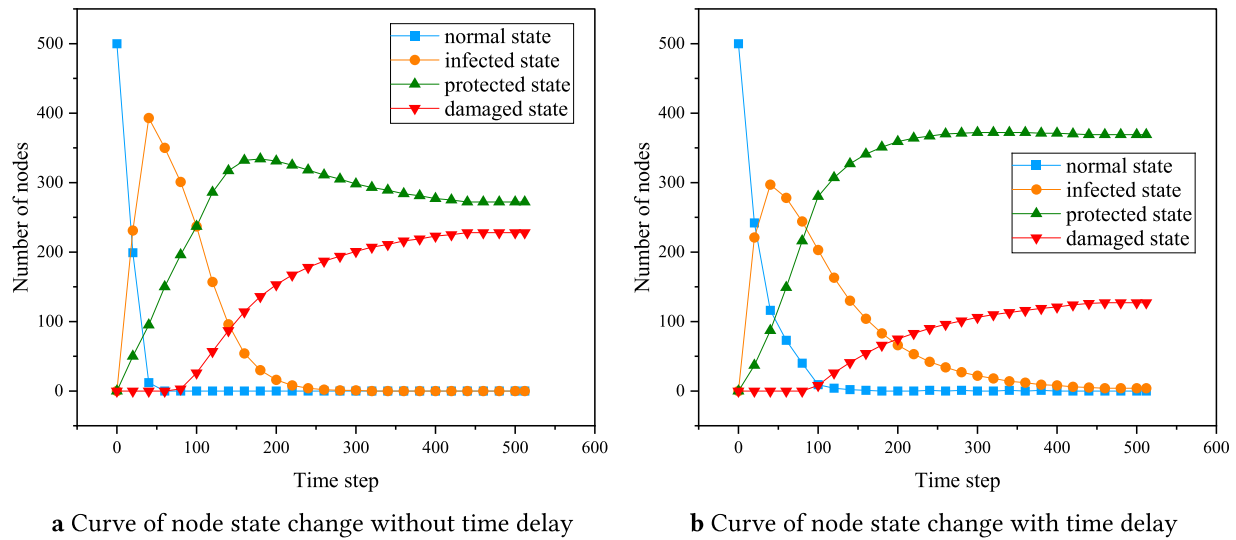 500
400
300
200
100
0
Number of nodes
normal state
infected state
protected state
damaged state
0 100 200 300 400 500 600
Time step
a Curve of node state change without time delay
500
400
300
200
100
0
Number of nodes
normal state
infected state
protected state
damaged state
0 100 200 300 400 500 600
Time step
b Curve of node state change with time delay